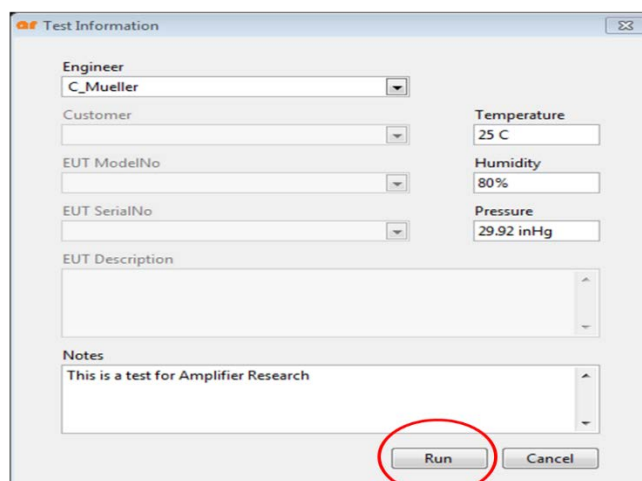 ar Test Information
Engineer
C_Mueller
Customer
Temperature
25 C
EUT ModelNo
Humidity
80%
EUT SerialNo
Pressure
29.92 inHg
EUT Description
Notes
This is a test for Amplifier Research
Run
Cancel